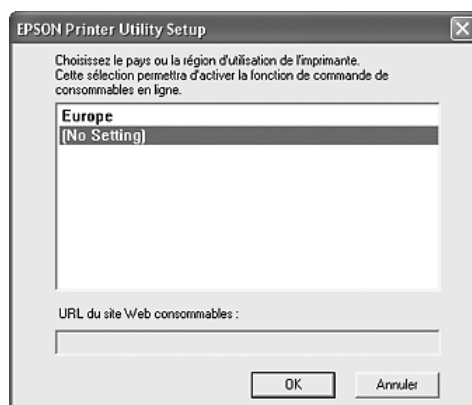 EPSON Printer Utility Setup
Choisissez le pays ou la région d'utilisation de l'imprimante.
Cette sélection permettra d'activer la fonction de commande de
consommables en ligne.
Europe
(No Setting)
URL du site Web consommables :
OK
Annuler